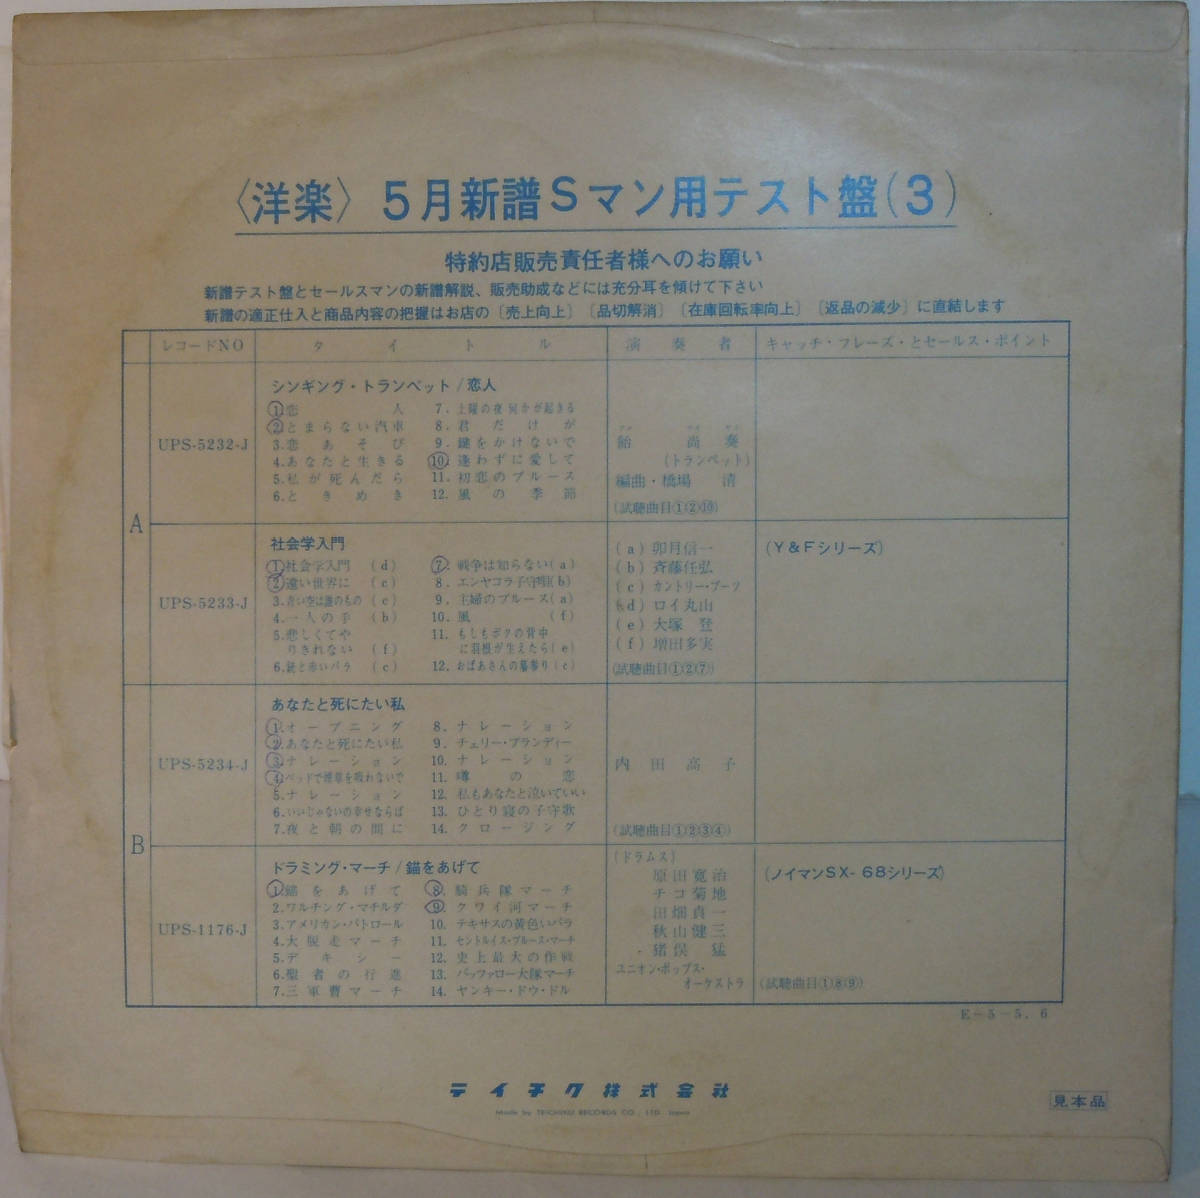 〈洋楽〉5月新譜Sマン用テスト盤(3)
特約店販売責任者様へのお願い
新譜テスト盤とセールスマンの新譜解説、販売助成などには充分耳を傾けて下さい
新譜の適正仕入と商品内容の把握はお店の〔売上向上〕〔品切解消〕〔在庫回転率向上〕〔返品の減少〕に直結します
レコードNO タイトル 演奏者 キャッチ・フレーズ・とセールス・ポイント
A
UPS-5232-J
シンギング・トランペット/恋人
1.恋人
2.とまらない汽車
3.恋あそび
4.あなたと生きる
5.私が死んだら
6.ときめき
7.土曜の夜何かが起きる
8.君だけが
9.鍵をかけないで
10.逢わずに愛して
11.初恋のブルース
12.風の季節
飴尚奏
(トランペット)
編曲・橋場 清
(試聴曲目①②⑩)
UPS-5233-J
社会学入門
1.社会学入門 (d)
2.遠い世界に (c)
3.青い空は誰のもの (c)
4.一人の手 (b)
5.悲しくてや
りきれない (f)
6.銃と赤いバラ (c)
7.戦争は知らない(a)
8.エンヤコラ子守唄(b)
9.主婦のブルース(a)
10.風 (f)
11.もしもボクの背中
に羽根が生えたら(e)
12.おばあさんの墓参り(c)
(a) 卯月信一
(b) 斉藤任弘
(c) カントリー・ブーツ
(d) ロイ丸山
(e) 大塚 登
(f) 増田多実
(試聴曲目①②⑦)
(Y&Fシリーズ)
B
UPS-5234-J
あなたと死にたい私
1.オープニング
2.あなたと死にたい私
3.ナレーション
4.ベッドで煙草を吸わないで
5.ナレーション
6.いいじゃないの幸せならば
7.夜と朝の間に
8.ナレーション
9.チェリー・ブランディー
10.ナレーション
11.噂の恋
12.私もあなたと泣いていい
13.ひとり寝の子守歌
14.クロージング
内田高子
(試聴曲目①②③④)
UPS-1176-J
ドラミング・マーチ/錨をあげて
1.錨をあげて
2.ワルチング・マチルダ
3.アメリカン・パトロール
4.大脱走マーチ
5.デキシー
6.聖者の行進
7.三軍曹マーチ
8.騎兵隊マーチ
9.クワイ河マーチ
10.テキサスの黄色いバラ
11.セントルイス・ブルース・マーチ
12.史上最大の作戦
13.バッファロー大隊マーチ
14.ヤンキー・ドウ・ドル
(ドラムス)
原田寛治
チコ菊地
田畑貞一
秋山健三
猪俣 猛
ユニオン・ポップス・
オーケストラ
(ノイマンSX-68シリーズ)
(試聴曲目①⑧⑨)
E-5-5.6
テイチク株式会社
Made by TEICHIKU RECORDS CO., LTD. Japan
見本品